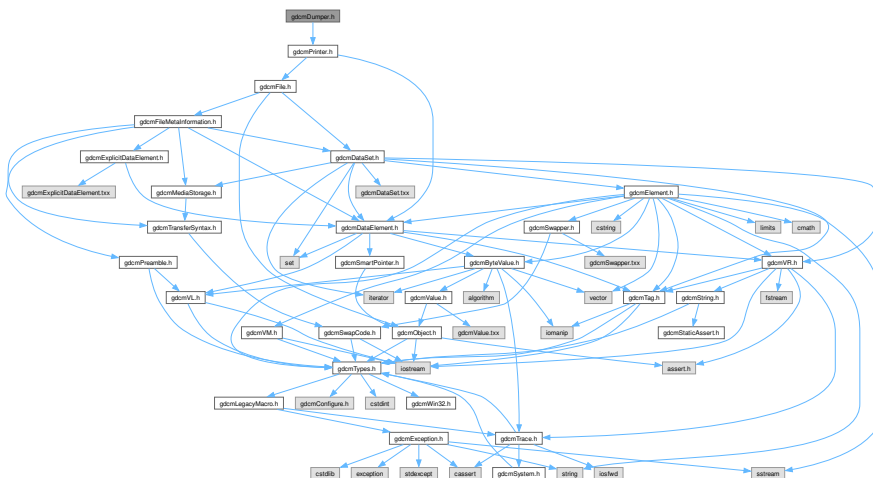 gdcmDumper.h
gdcmPrinter.h
gdcmFile.h
gdcmFileMetaInformation.h
gdcmExplicitDataElement.h
gdcmDataSet.h
gdcmExplicitDataElement.txx
gdcmMediaStorage.h
gdcmDataSet.txx
gdcmElement.h
gdcmTransferSyntax.h
gdcmDataElement.h
gdcmSwapper.h
cstring
limits
cmath
gdcmPreamble.h
set
gdcmSmartPointer.h
gdcmByteValue.h
gdcmSwapper.txx
gdcmVR.h
gdcmVL.h
iterator
gdcmValue.h
algorithm
vector
gdcmTag.h
gdcmString.h
fstream
gdcmVM.h
gdcmSwapCode.h
gdcmObject.h
gdcmValue.txx
iomanip
gdcmStaticAssert.h
gdcmTypes.h
iostream
assert.h
gdcmLegacyMacro.h
gdcmConfigure.h
cstdint
gdcmWin32.h
gdcmException.h
gdcmTrace.h
cstdlib
exception
stdexcept
cassert
gdcmSystem.h
string
iosfwd
sstream